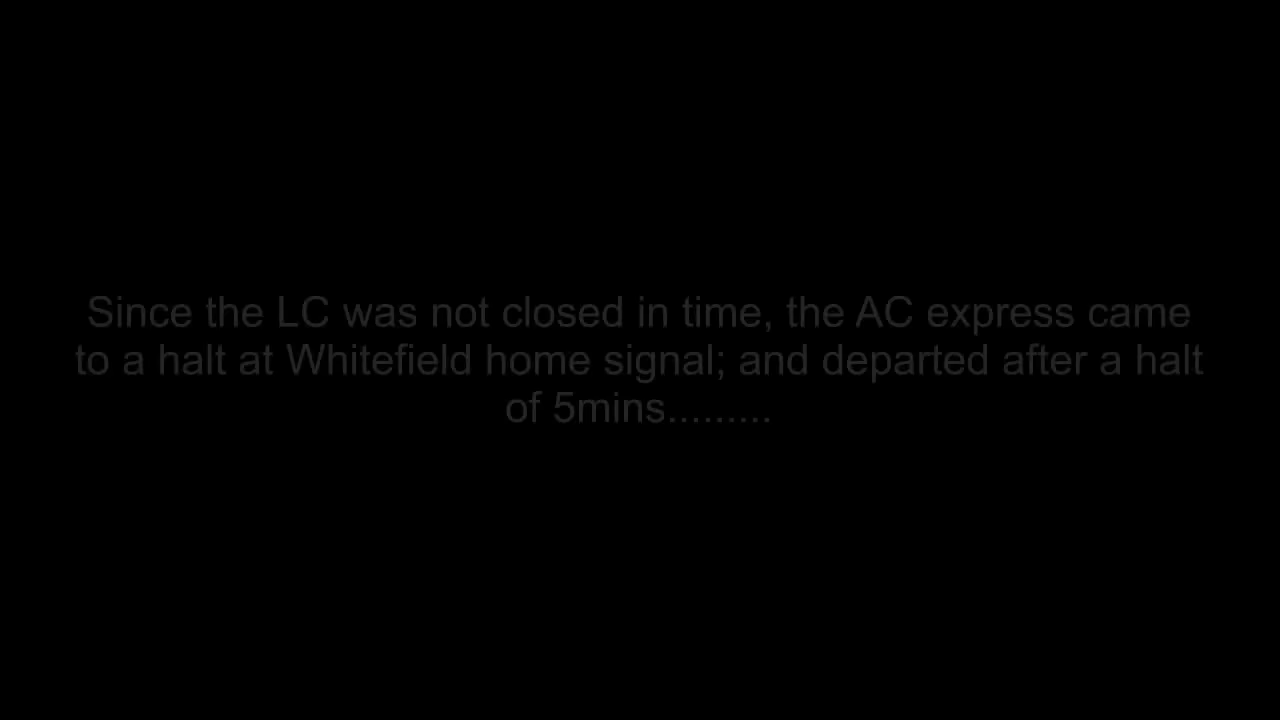 Since the LC was not closed in time, the AC express came
to a halt at Whitefield home signal; and departed after a halt
of 5mins.........